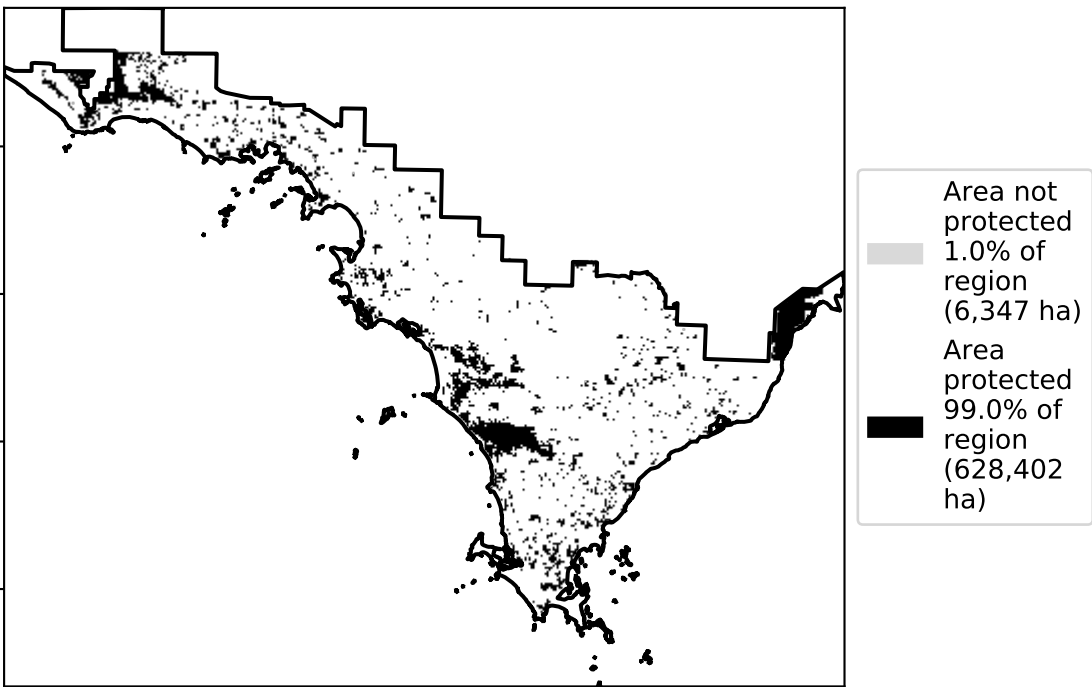 Area not
protected
1.0% of
region
(6,347 ha)
Area
protected
99.0% of
region
(628,402
ha)